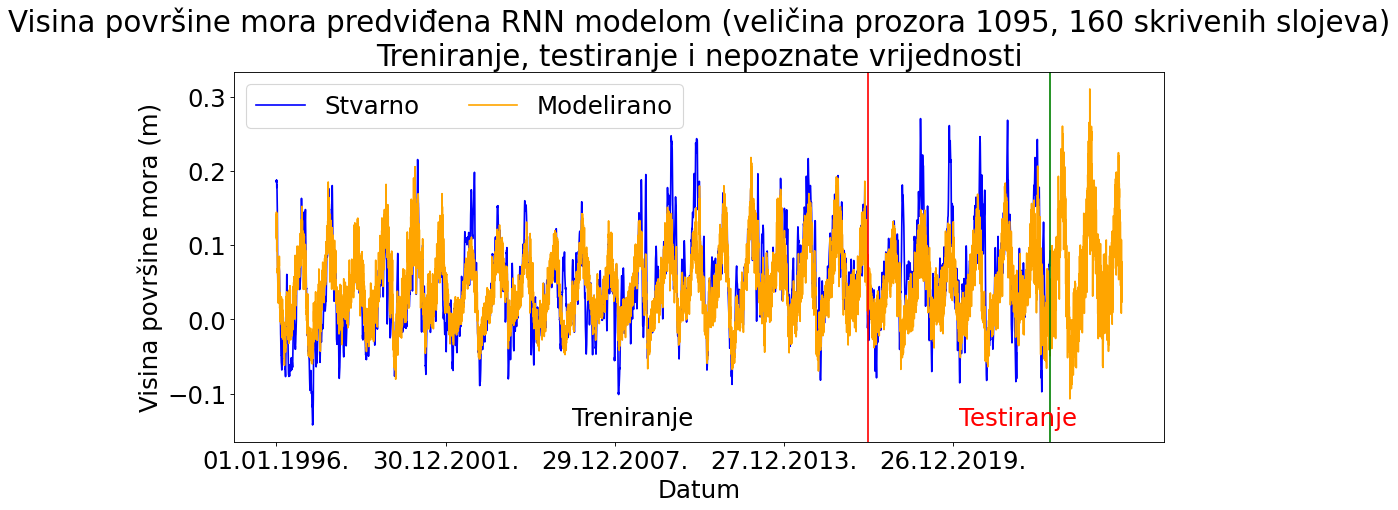 Visina površine mora predviđena RNN modelom (veličina prozora 1095, 160 skrivenih slojeva)
Treniranje, testiranje i nepoznate vrijednosti
Stvarno
Modelirano
Visina površine mora (m)
0.3
0.2
0.1
0.0
−0.1
Treniranje
Testiranje
01.01.1996.
30.12.2001.
29.12.2007.
27.12.2013.
26.12.2019.
Datum